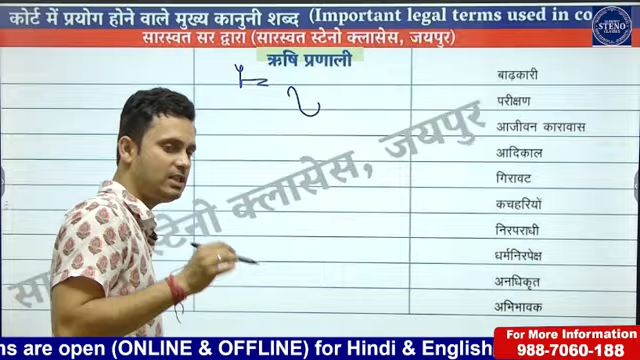 कोर्ट में प्रयोग होने वाले मुख्य कानुनी शब्द (Important legal terms used in co
सारस्वत सर द्वारा (सारस्वत स्टेनो क्लासेस, जयपुर)
STENO
ऋषि प्रणाली
बाढ़कारी
परीक्षण
आजीवन कारावास
आदिकाल
गिरावट
कचहरियों
निरपराधी
धर्मनिरपेक्ष
अनधिकृत
अभिभावक
स्टेनो क्लासेस, जयपुर
ns are open (ONLINE & OFFLINE) for Hindi & English
For More Information
988-7060-188